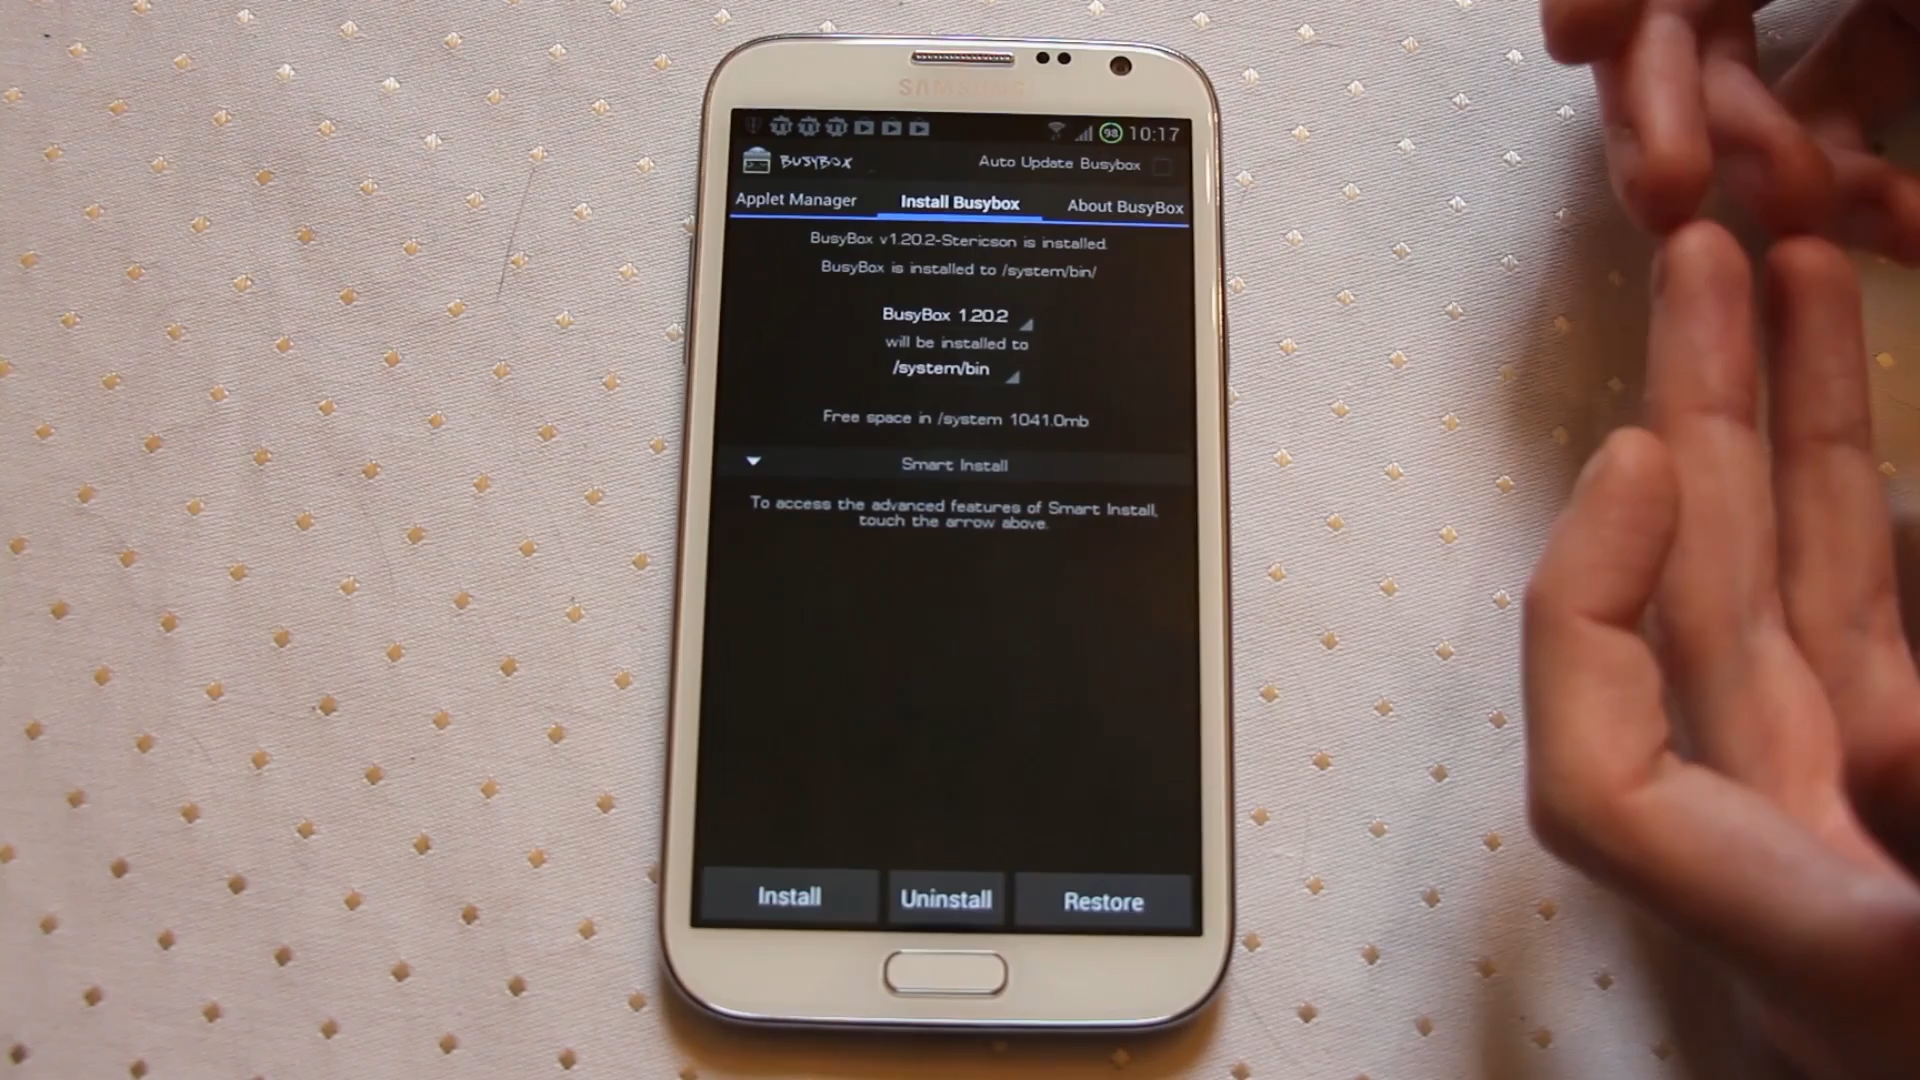 SAMSUNG
98 10:17
BUSYBOX Auto Update Busybox
Applet Manager Install Busybox About BusyBox
BusyBox v1.20.2-Stericson is installed.
BusyBox is installed to /system/bin/
BusyBox 1.20.2
will be installed to
/system/bin
Free space in /system 1041.0mb
Smart Install
To access the advanced features of Smart Install,
touch the arrow above.
Install Uninstall Restore